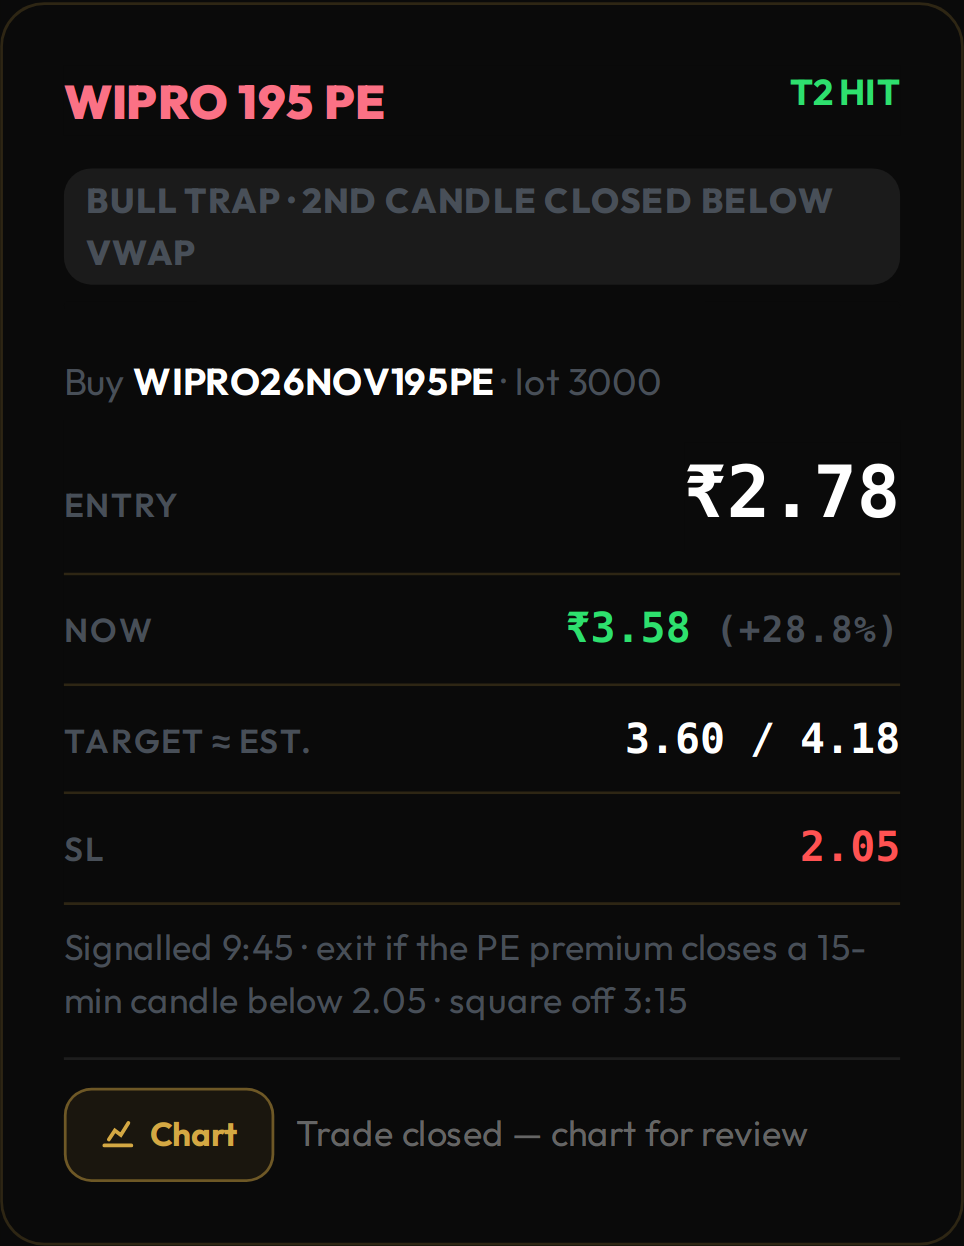 WIPRO 195 PE
T2 HIT
BULL TRAP · 2ND CANDLE CLOSED BELOW
VWAP
Buy WIPRO26NOV195PE · lot 3000
ENTRY ₹2.78
NOW ₹3.58 (+28.8%)
TARGET ≈ EST. 3.60 / 4.18
SL 2.05
Signalled 9:45 · exit if the PE premium closes a 15-
min candle below 2.05 · square off 3:15
Chart Trade closed — chart for review